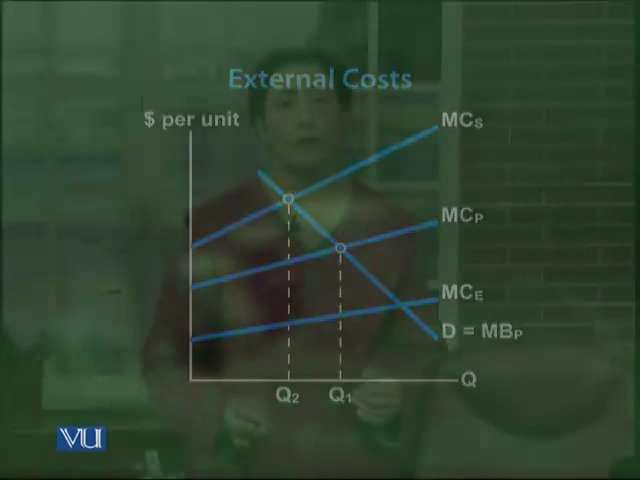 External Costs
$ per unit
MCS
MCP
MCE
D = MBP
Q
Q2
Q1
VU